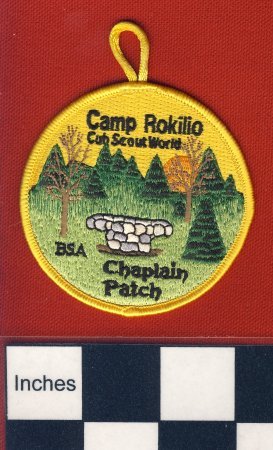 Camp Rokilio
Cub Scout World
BSA
Chaplain
Patch
Inches